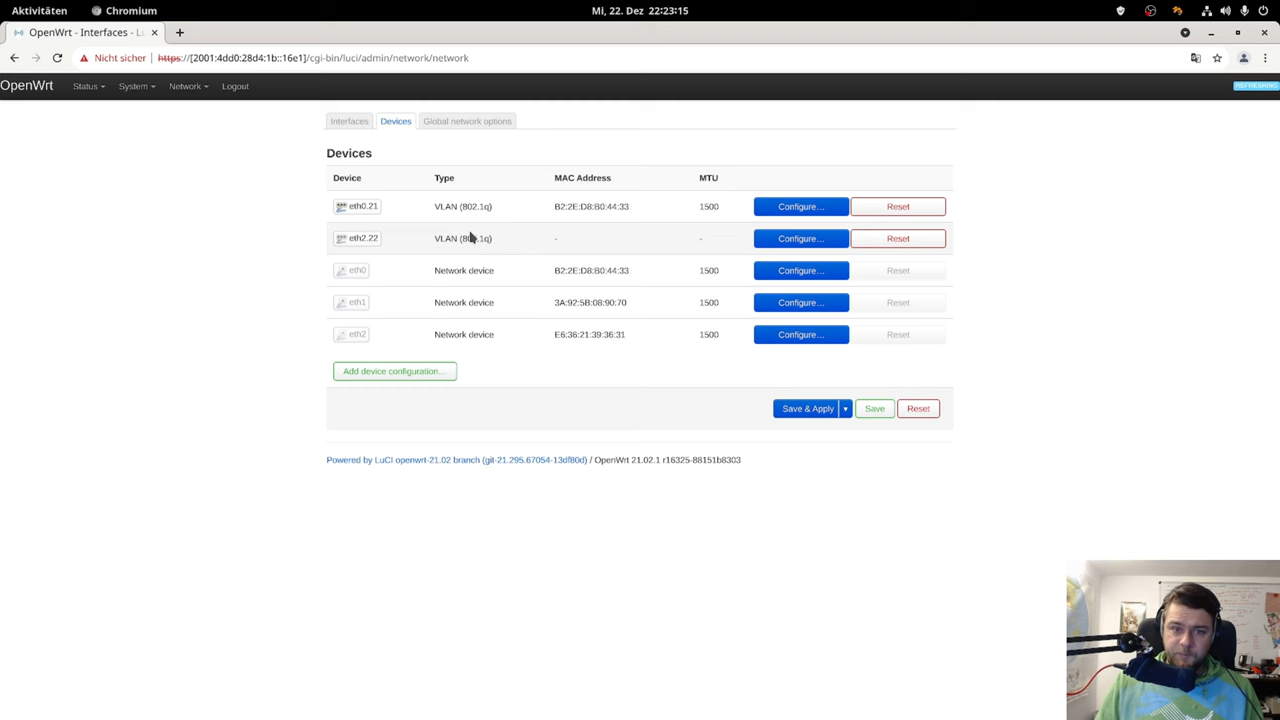 Aktivitäten Chromium Mi, 22. Dez 22:23:15
OpenWrt - Interfaces - L
Nicht sicher https://[2001:4dd0:28d4:1b::16e1]/cgi-bin/luci/admin/network/network
OpenWrt Status System Network Logout REFRESHING
Interfaces Devices Global network options
Devices
Device Type MAC Address MTU
eth0.21 VLAN (802.1q) B2:2E:D8:B0:44:33 1500 Configure… Reset
eth2.22 VLAN - - Configure… Reset
eth0 Network device B2:2E:D8:B0:44:33 1500 Configure… Reset
eth1 Network device 3A:92:5B:08:90:70 1500 Configure… Reset
eth2 Network device E6:36:21:39:36:31 1500 Configure… Reset
Add device configuration…
Save & Apply Save Reset
Powered by LuCI openwrt-21.02 branch (git-21.295.67054-13df80d) / OpenWrt 21.02.1 r16325-88151b8303